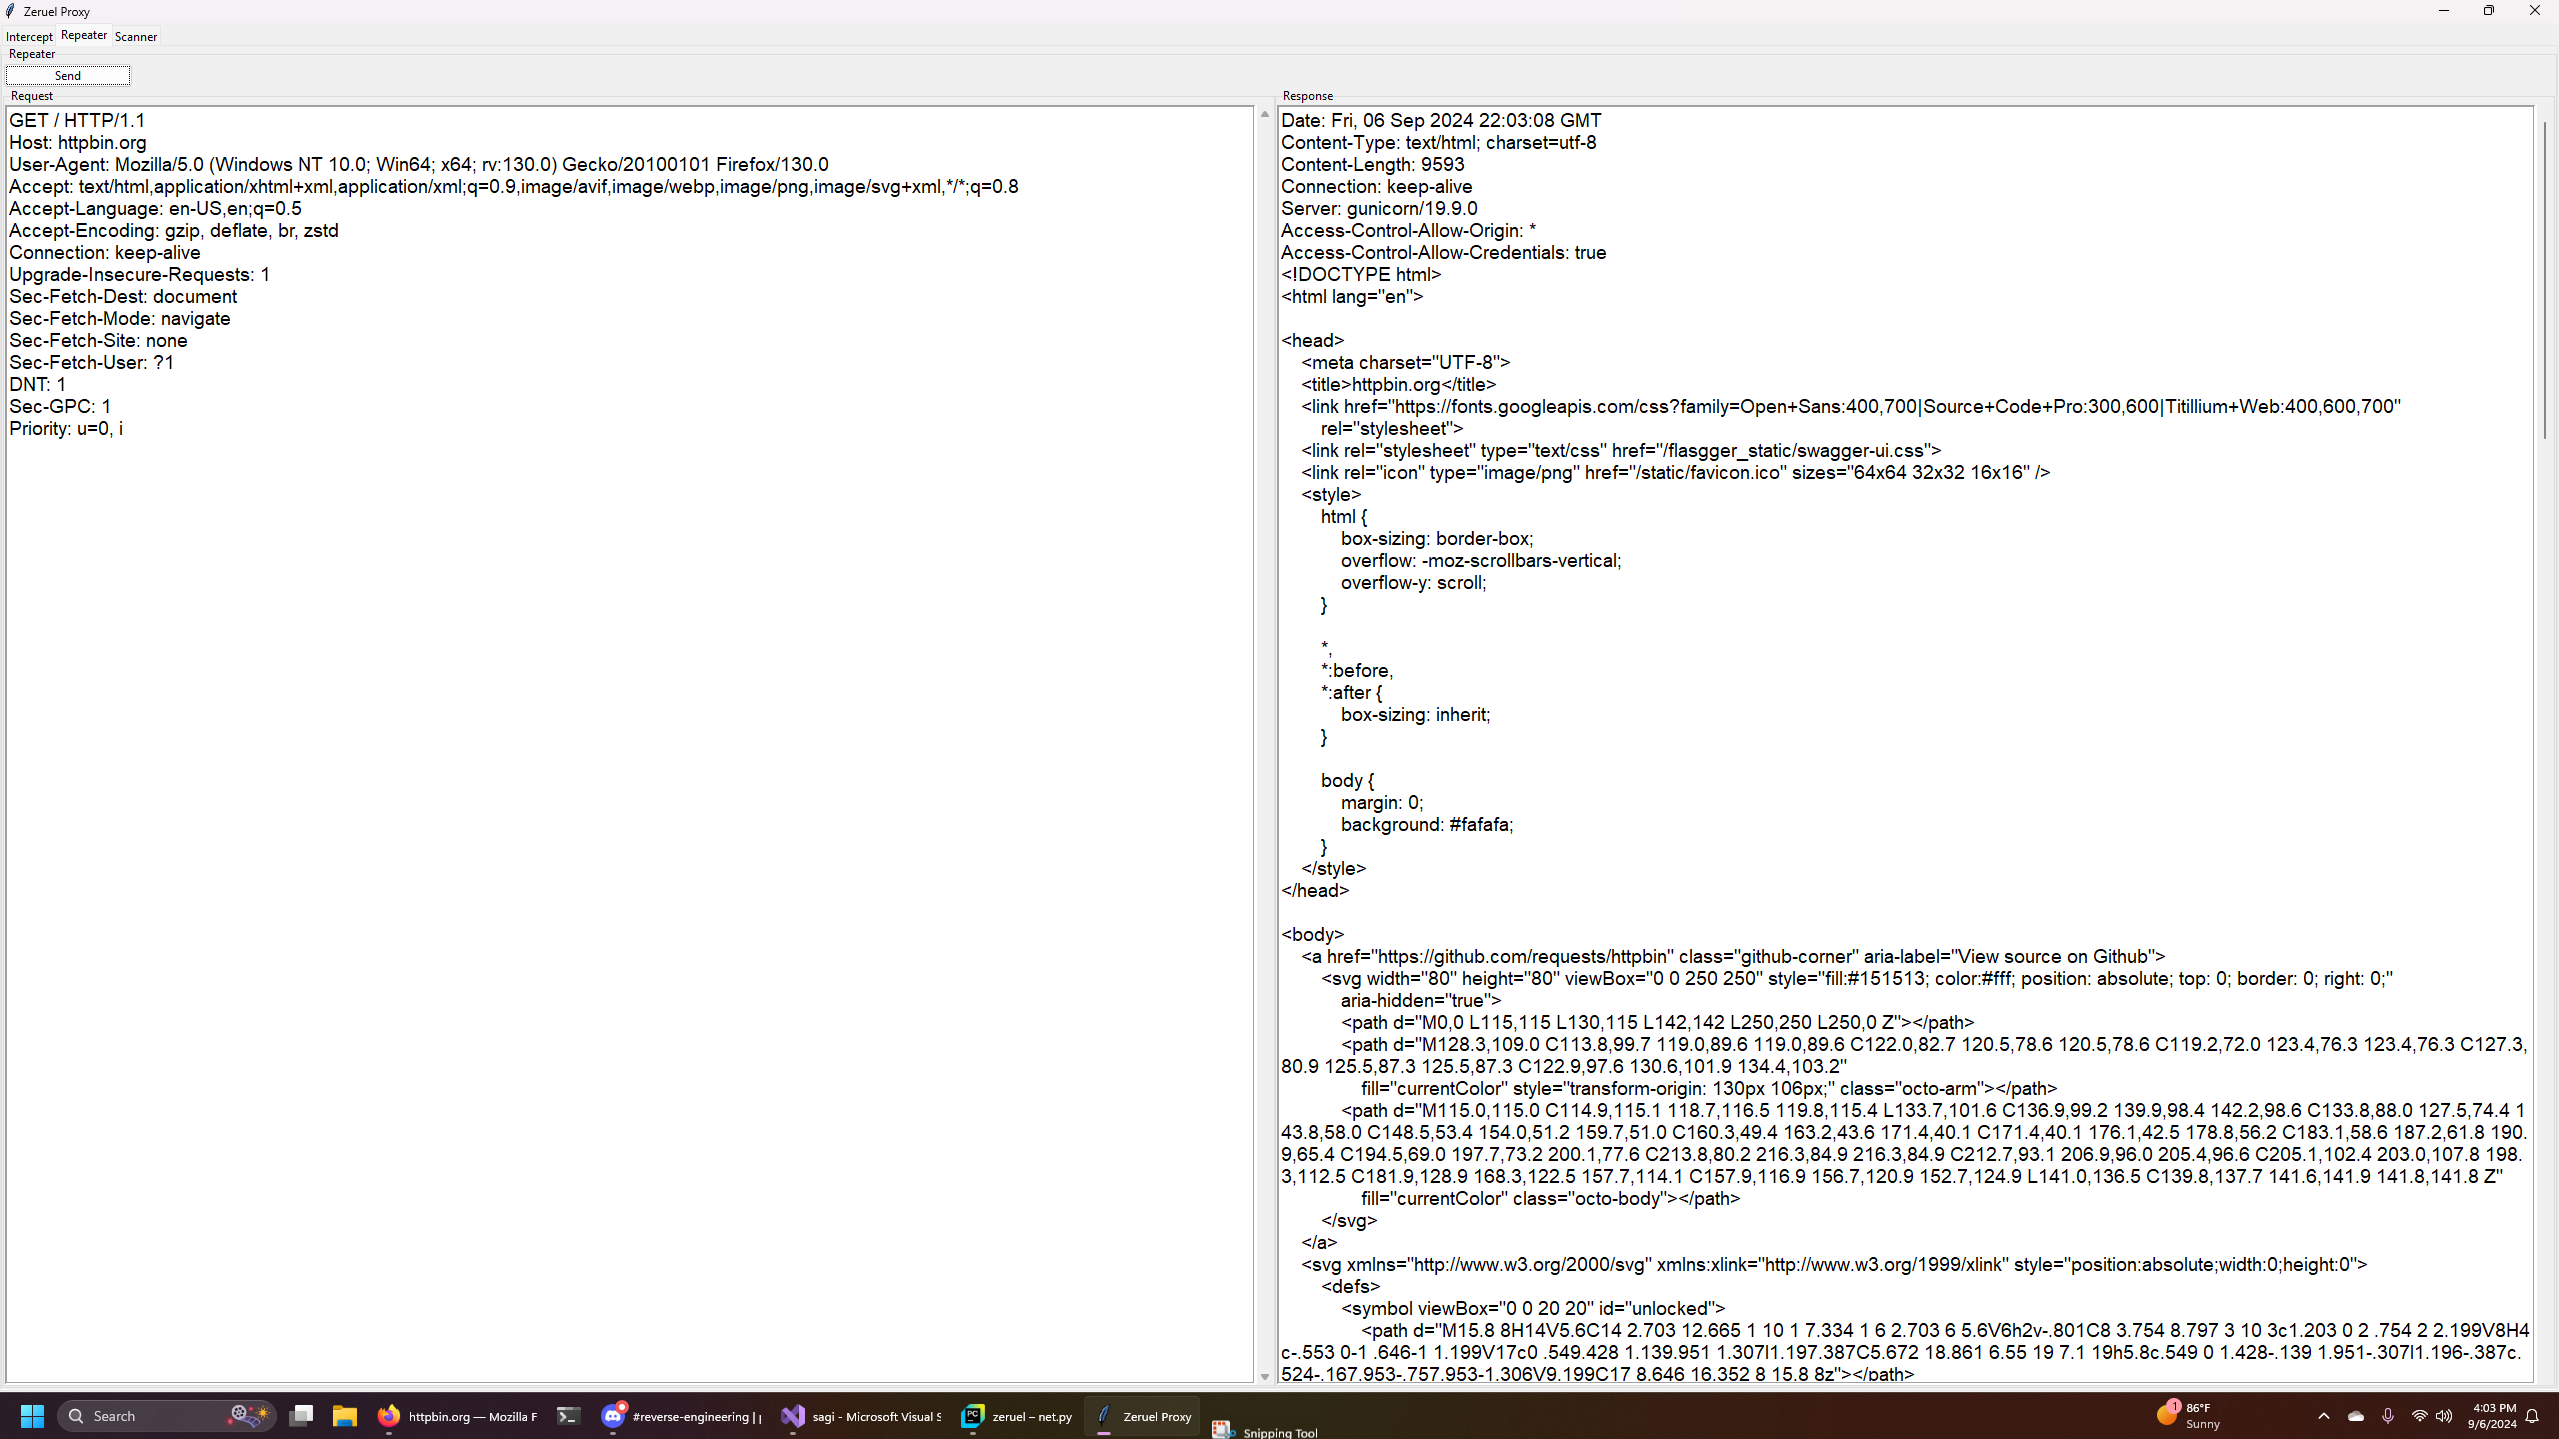 Zeruel Proxy
Intercept Repeater Scanner
Repeater
Send
Request
GET / HTTP/1.1
Host: httpbin.org
User-Agent: Mozilla/5.0 (Windows NT 10.0; Win64; x64; rv:130.0) Gecko/20100101 Firefox/130.0
Accept: text/html,application/xhtml+xml,application/xml;q=0.9,image/avif,image/webp,image/png,image/svg+xml,*/*;q=0.8
Accept-Language: en-US,en;q=0.5
Accept-Encoding: gzip, deflate, br, zstd
Connection: keep-alive
Upgrade-Insecure-Requests: 1
Sec-Fetch-Dest: document
Sec-Fetch-Mode: navigate
Sec-Fetch-Site: none
Sec-Fetch-User: ?1
DNT: 1
Sec-GPC: 1
Priority: u=0, i
Response
Date: Fri, 06 Sep 2024 22:03:08 GMT
Content-Type: text/html; charset=utf-8
Content-Length: 9593
Connection: keep-alive
Server: gunicorn/19.9.0
Access-Control-Allow-Origin: *
Access-Control-Allow-Credentials: true
<!DOCTYPE html>
<html lang="en">
<head>
<meta charset="UTF-8">
<title>httpbin.org</title>
<link href="https://fonts.googleapis.com/css?family=Open+Sans:400,700|Source+Code+Pro:300,600|Titillium+Web:400,600,700"
rel="stylesheet">
<link rel="stylesheet" type="text/css" href="/flasgger_static/swagger-ui.css">
<link rel="icon" type="image/png" href="/static/favicon.ico" sizes="64x64 32x32 16x16" />
<style>
html {
box-sizing: border-box;
overflow: -moz-scrollbars-vertical;
overflow-y: scroll;
}
*,
*:before,
*:after {
box-sizing: inherit;
}
body {
margin: 0;
background: #fafafa;
}
</style>
</head>
<body>
<a href="https://github.com/requests/httpbin" class="github-corner" aria-label="View source on Github">
<svg width="80" height="80" viewBox="0 0 250 250" style="fill:#151513; color:#fff; position: absolute; top: 0; border: 0; right: 0;"
aria-hidden="true">
<path d="M0,0 L115,115 L130,115 L142,142 L250,250 L250,0 Z"></path>
<path d="M128.3,109.0 C113.8,99.7 119.0,89.6 119.0,89.6 C122.0,82.7 120.5,78.6 120.5,78.6 C119.2,72.0 123.4,76.3 123.4,76.3 C127.3,
80.9 125.5,87.3 125.5,87.3 C122.9,97.6 130.6,101.9 134.4,103.2"
fill="currentColor" style="transform-origin: 130px 106px;" class="octo-arm"></path>
<path d="M115.0,115.0 C114.9,115.1 118.7,116.5 119.8,115.4 L133.7,101.6 C136.9,99.2 139.9,98.4 142.2,98.6 C133.8,88.0 127.5,74.4 1
43.8,58.0 C148.5,53.4 154.0,51.2 159.7,51.0 C160.3,49.4 163.2,43.6 171.4,40.1 C171.4,40.1 176.1,42.5 178.8,56.2 C183.1,58.6 187.2,61.8 190.
9,65.4 C194.5,69.0 197.7,73.2 200.1,77.6 C213.8,80.2 216.3,84.9 216.3,84.9 C212.7,93.1 206.9,96.0 205.4,96.6 C205.1,102.4 203.0,107.8 198.
3,112.5 C181.9,128.9 168.3,122.5 157.7,114.1 C157.9,116.9 156.7,120.9 152.7,124.9 L141.0,136.5 C139.8,137.7 141.6,141.9 141.8,141.8 Z"
fill="currentColor" class="octo-body"></path>
</svg>
</a>
<svg xmlns="http://www.w3.org/2000/svg" xmlns:xlink="http://www.w3.org/1999/xlink" style="position:absolute;width:0;height:0">
<defs>
<symbol viewBox="0 0 20 20" id="unlocked">
<path d="M15.8 8H14V5.6C14 2.703 12.665 1 10 1 7.334 1 6 2.703 6 5.6V6h2v-.801C8 3.754 8.797 3 10 3c1.203 0 2 .754 2 2.199V8H4
c-.553 0-1 .646-1 1.199V17c0 .549.428 1.139.951 1.307l1.197.387C5.672 18.861 6.55 19 7.1 19h5.8c.549 0 1.428-.139 1.951-.307l1.196-.387c.
524-.167.953-.757.953-1.306V9.199C17 8.646 16.352 8 15.8 8z"></path>
Search
httpbin.org — Mozilla F
#reverse-engineering | p
sagi - Microsoft Visual S
zeruel – net.py
Zeruel Proxy
Snipping Tool
1
86°F
Sunny
4:03 PM
9/6/2024